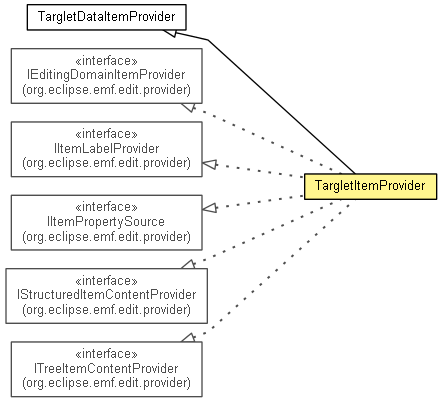 TargletDataItemProvider
«interface»
IEditingDomainItemProvider
(org.eclipse.emf.edit.provider)
«interface»
IItemLabelProvider
(org.eclipse.emf.edit.provider)
TargletItemProvider
«interface»
IItemPropertySource
(org.eclipse.emf.edit.provider)
«interface»
IStructuredItemContentProvider
(org.eclipse.emf.edit.provider)
«interface»
ITreeItemContentProvider
(org.eclipse.emf.edit.provider)